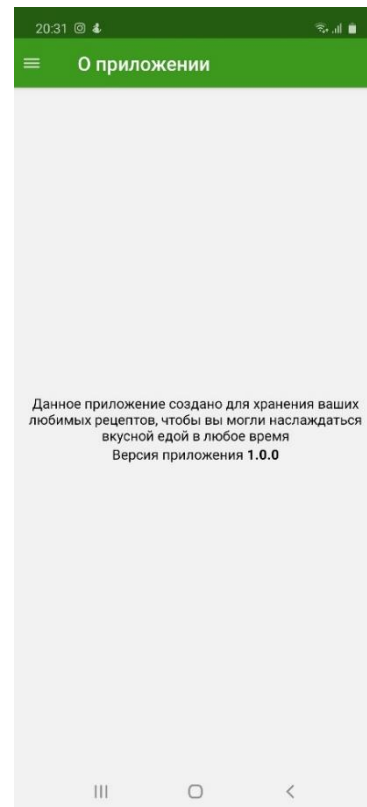 20:31
О приложении
Данное приложение создано для хранения ваших
любимых рецептов, чтобы вы могли наслаждаться
вкусной едой в любое время
Версия приложения 1.0.0